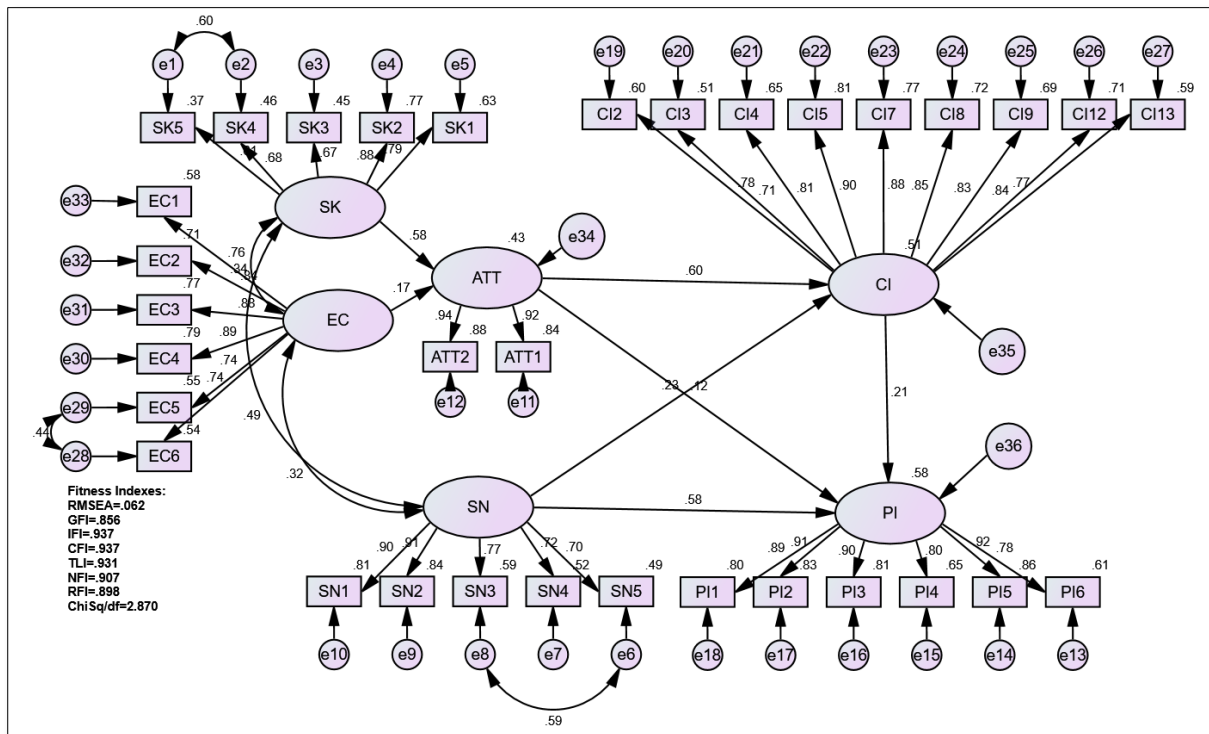 .60
e1
e2
e3
e4
e5
.37
.46
.45
.77
.63
SK5
SK4
SK3
SK2
SK1
.68
.67
.88
.79
SK
e19
e20
e21
e22
e23
e24
e25
e26
e27
.60
.51
.65
.81
.77
.72
.69
.71
.59
CI2
CI3
CI4
CI5
CI7
CI8
CI9
CI12
CI13
.78
.71
.81
.90
.88
.85
.83
.84
.77
.51
CI
e35
e33
.58
EC1
e32
.71
EC2
e31
.77
EC3
e30
.79
EC4
e29
.55
EC5
.44
e28
.54
EC6
.76
.34
.88
.89
.74
.74
EC
.58
.17
.43
ATT
e34
.94
.92
.88
.84
ATT2
ATT1
e12
e11
.60
.23
.12
.21
.49
.32
.58
SN
.58
PI
e36
.90
.91
.77
.72
.70
.81
.84
.59
.52
.49
SN1
SN2
SN3
SN4
SN5
e10
e9
e8
e7
e6
.59
.89
.91
.90
.80
.92
.78
.80
.83
.81
.65
.86
.61
PI1
PI2
PI3
PI4
PI5
PI6
e18
e17
e16
e15
e14
e13
Fitness Indexes:
RMSEA=.062
GFI=.856
IFI=.937
CFI=.937
TLI=.931
NFI=.907
RFI=.898
ChiSq/df=2.870